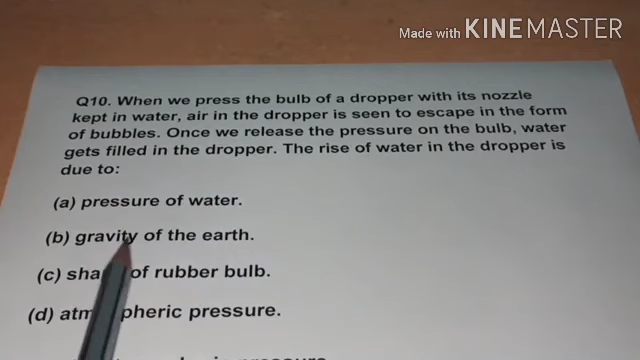 Made with KINEMASTER
Q10. When we press the bulb of a dropper with its nozzle
kept in water, air in the dropper is seen to escape in the form
of bubbles. Once we release the pressure on the bulb, water
gets filled in the dropper. The rise of water in the dropper is
due to:
(a) pressure of water.
(b) gravity of the earth.
(c) of rubber bulb.
(d) pressure.